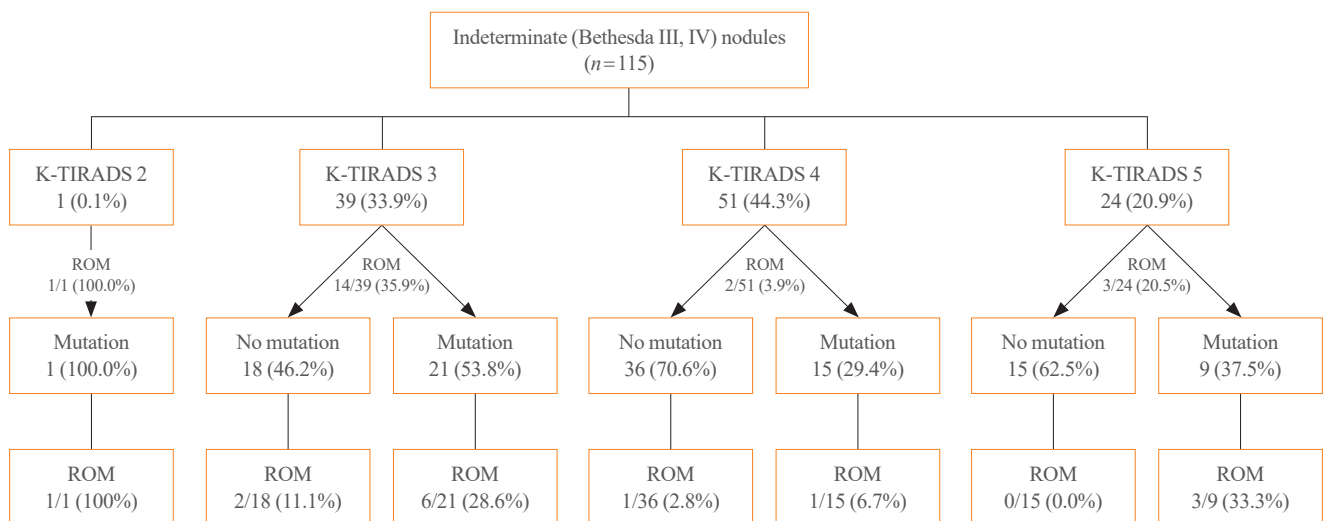 Indeterminate (Bethesda III, IV) nodules
(n=115)
K-TIRADS 2
1 (0.1%)
K-TIRADS 3
39 (33.9%)
K-TIRADS 4
51 (44.3%)
K-TIRADS 5
24 (20.9%)
ROM
1/1 (100.0%)
ROM
14/39 (35.9%)
ROM
2/51 (3.9%)
ROM
3/24 (20.5%)
Mutation
1 (100.0%)
No mutation
18 (46.2%)
Mutation
21 (53.8%)
No mutation
36 (70.6%)
Mutation
15 (29.4%)
No mutation
15 (62.5%)
Mutation
9 (37.5%)
ROM
1/1 (100%)
ROM
2/18 (11.1%)
ROM
6/21 (28.6%)
ROM
1/36 (2.8%)
ROM
1/15 (6.7%)
ROM
0/15 (0.0%)
ROM
3/9 (33.3%)